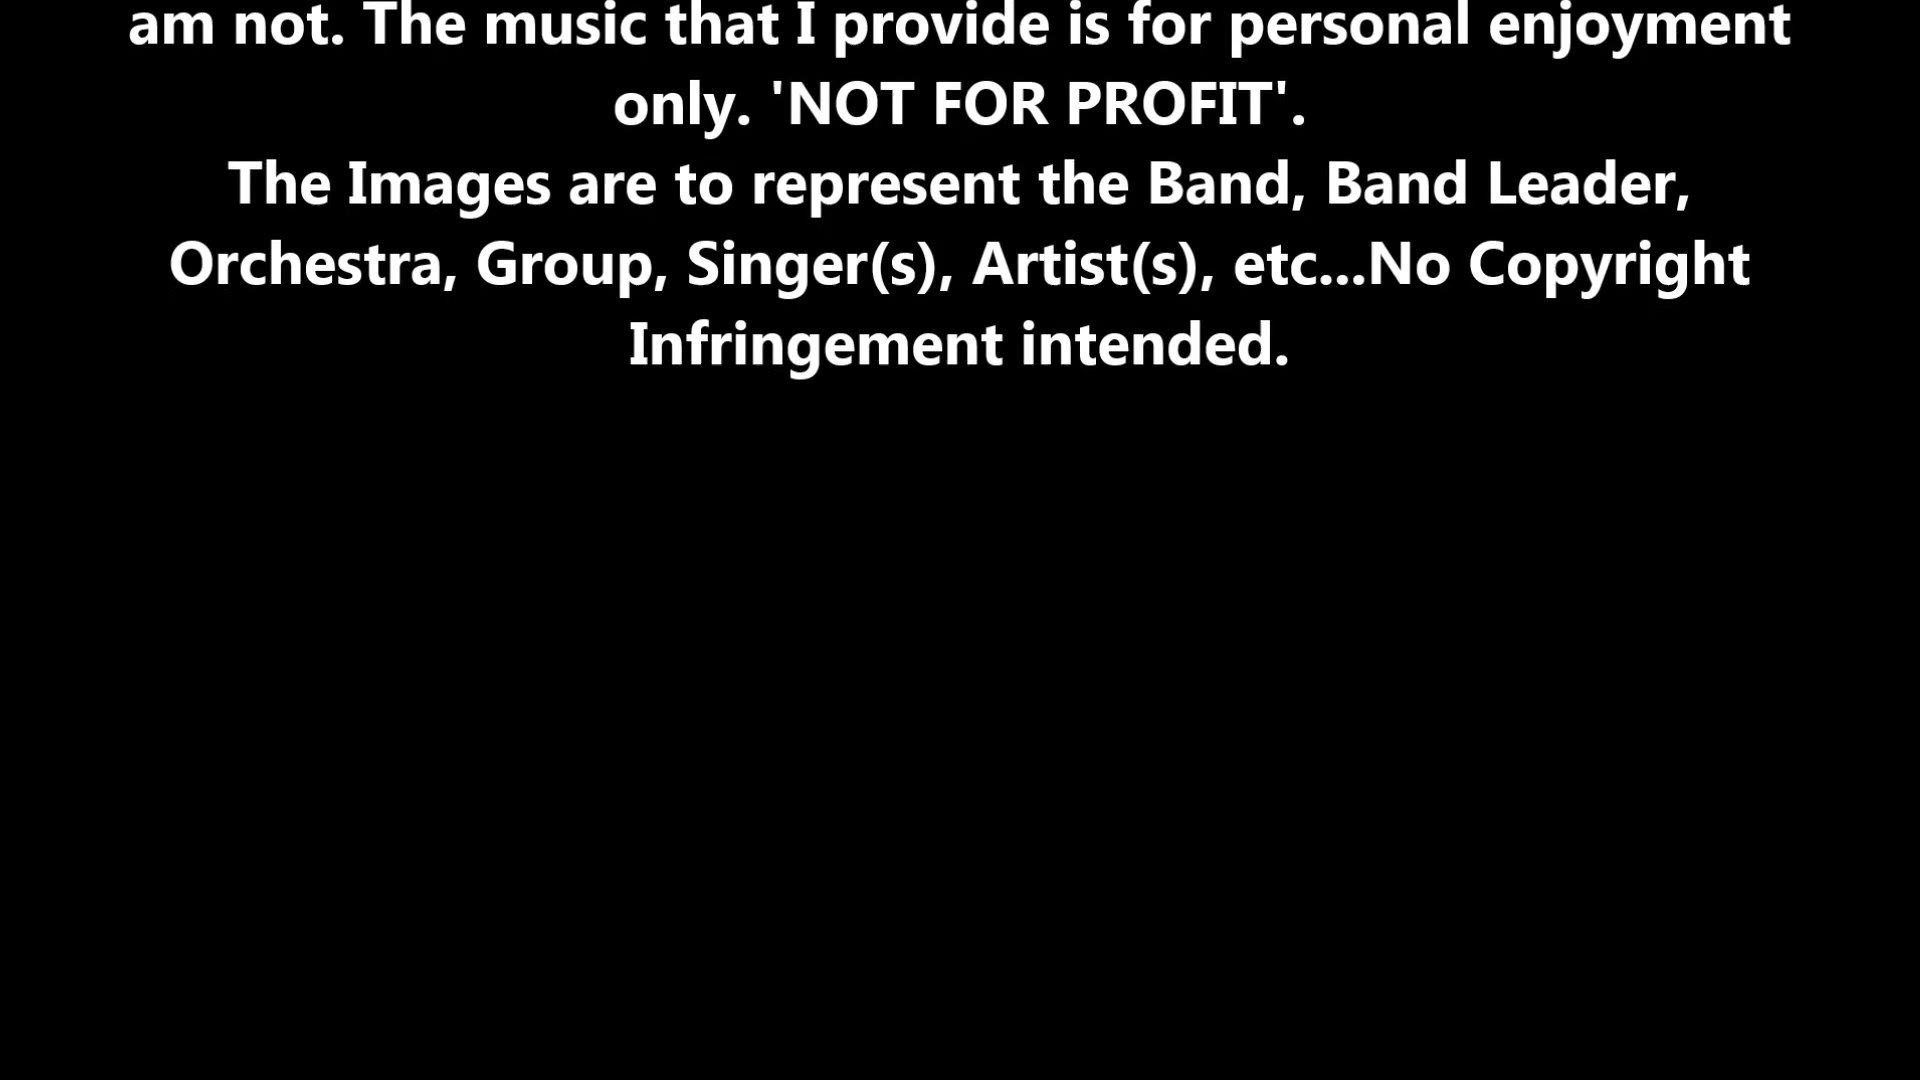 am not. The music that I provide is for personal enjoyment
only. 'NOT FOR PROFIT'.
The Images are to represent the Band, Band Leader,
Orchestra, Group, Singer(s), Artist(s), etc...No Copyright
Infringement intended.